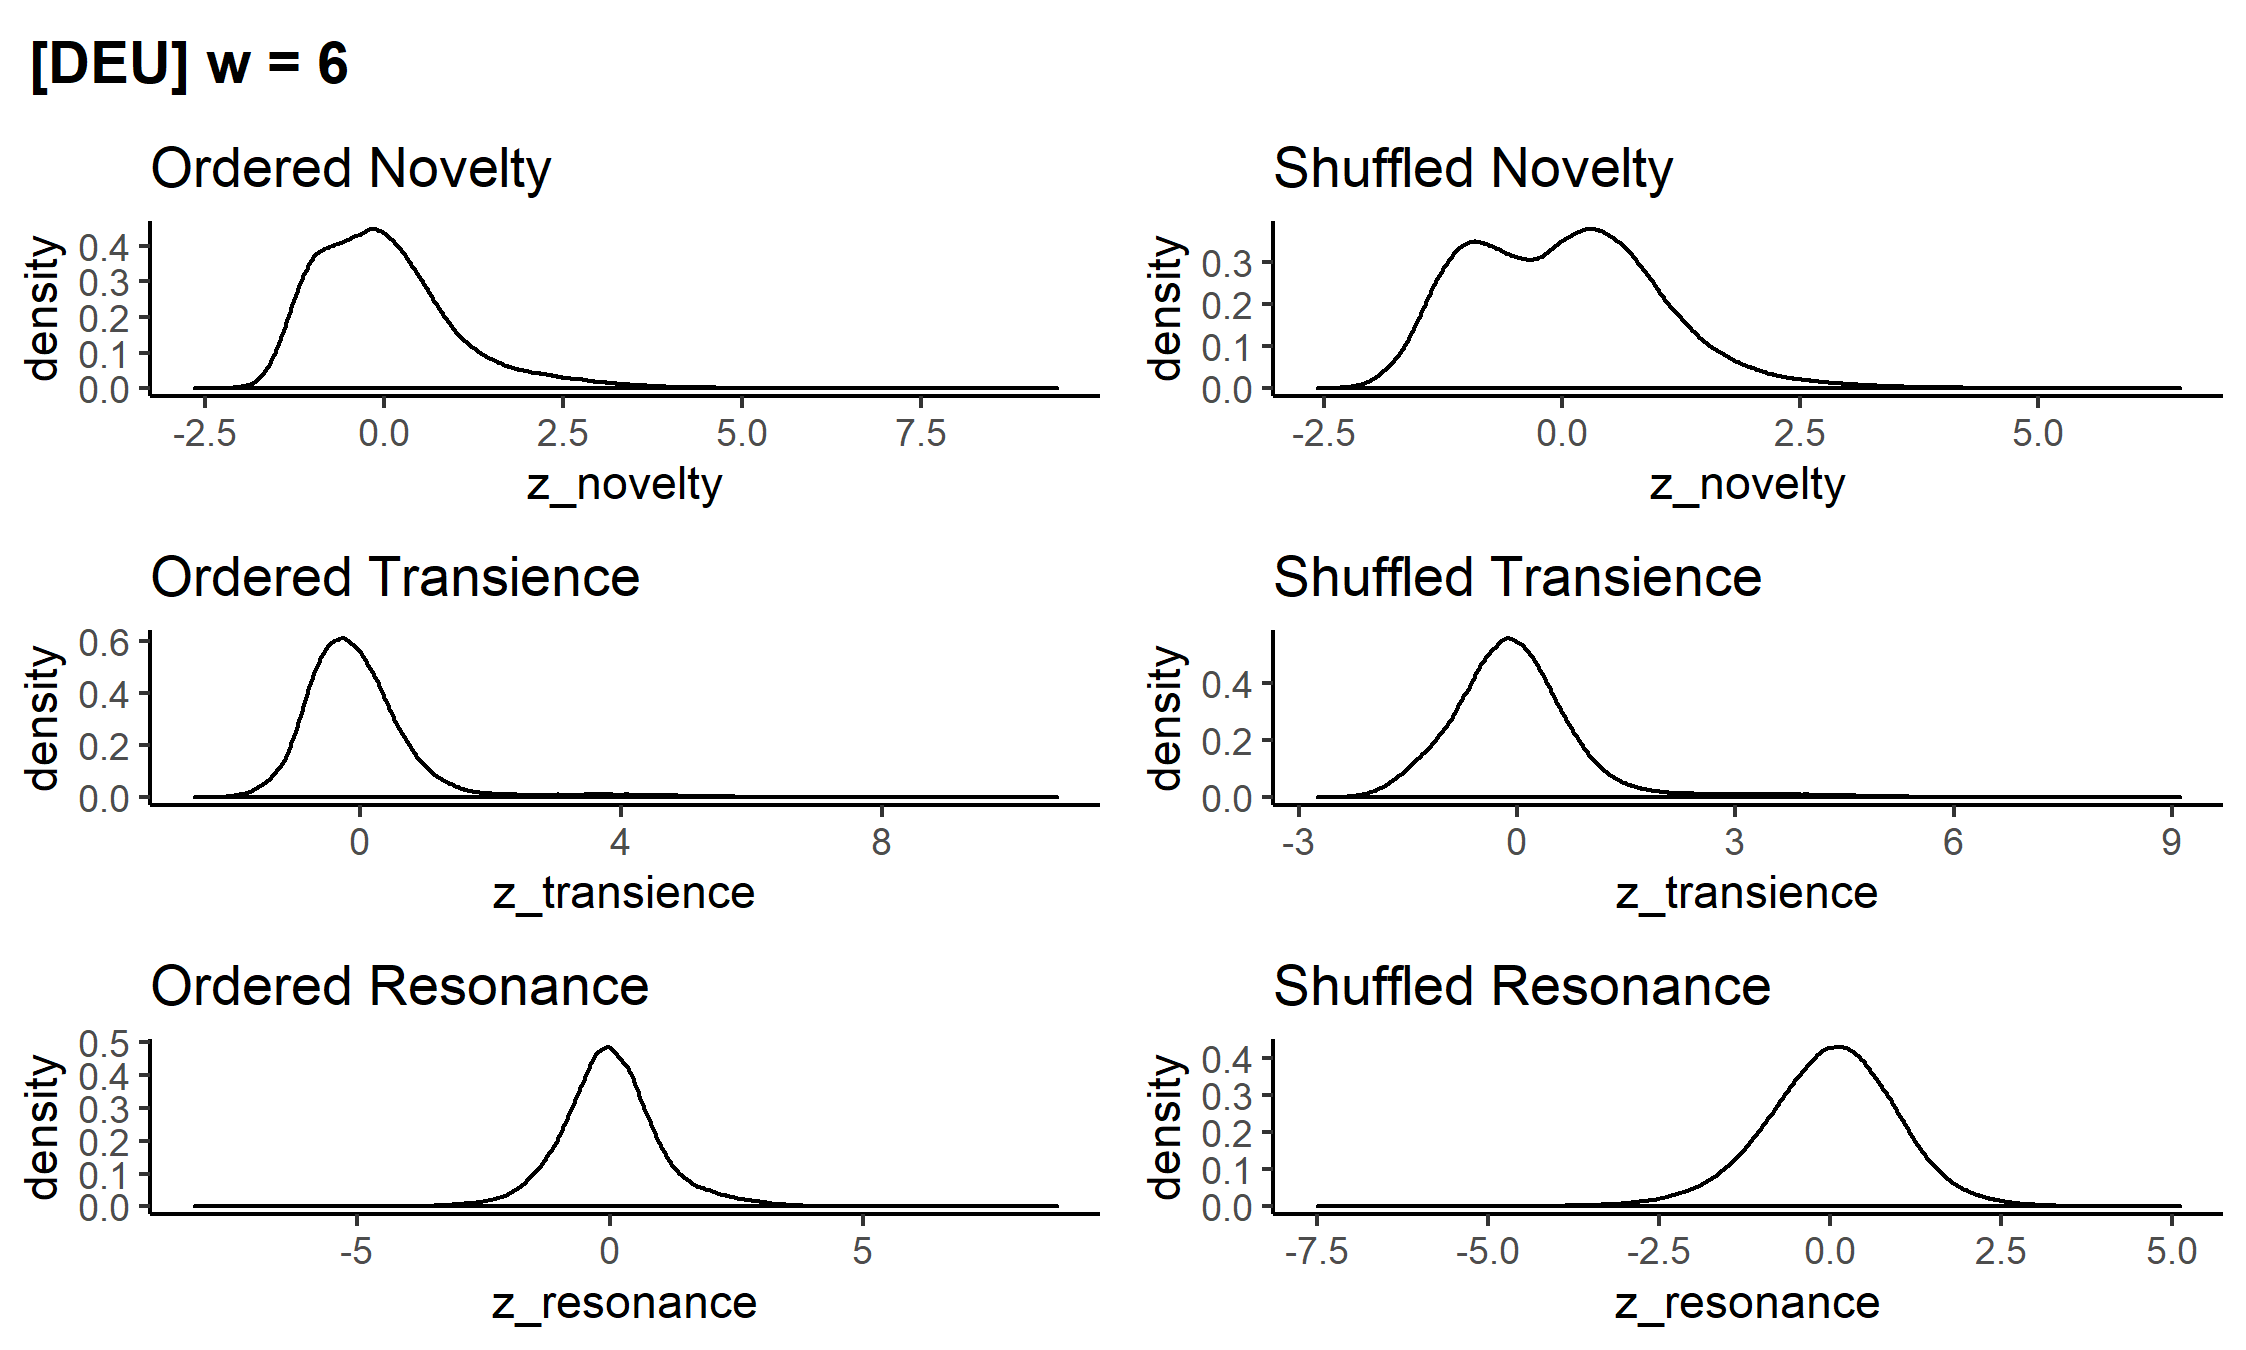 [DEU] w = 6
Ordered Novelty
density
0.4
0.3
0.2
0.1
0.0
-2.5 0.0 2.5 5.0 7.5
z_novelty
Shuffled Novelty
density
0.3
0.2
0.1
0.0
-2.5 0.0 2.5 5.0
z_novelty
Ordered Transience
density
0.6
0.4
0.2
0.0
0 4 8
z_transience
Shuffled Transience
density
0.4
0.2
0.0
-3 0 3 6 9
z_transience
Ordered Resonance
density
0.5
0.4
0.3
0.2
0.1
0.0
-5 0 5
z_resonance
Shuffled Resonance
density
0.4
0.3
0.2
0.1
0.0
-7.5 -5.0 -2.5 0.0 2.5 5.0
z_resonance